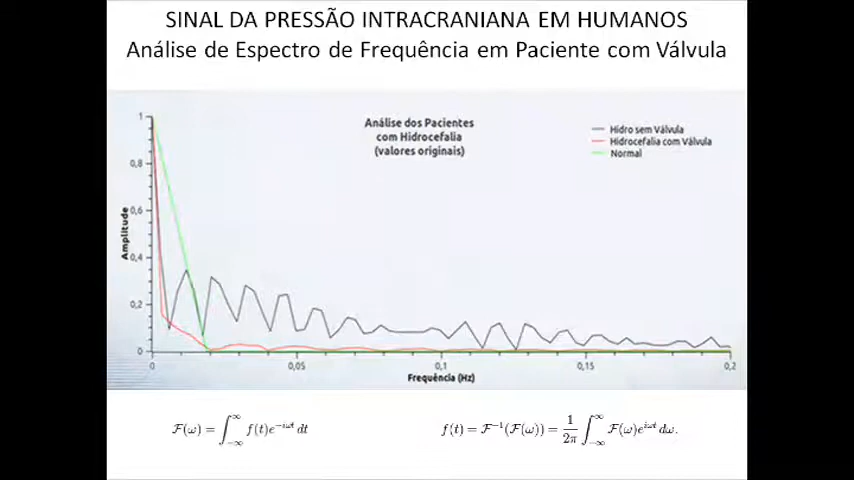 SINAL DA PRESSÃO INTRACRANIANA EM HUMANOS
Análise de Espectro de Frequência em Paciente com Válvula
Análise dos Pacientes
com Hidrocefalia
(valores originais)
Hidro sem Válvula
Hidrocefalia com Válvula
Normal
Amplitude
1
0,8
0,6
0,4
0,2
0
0
0,05
0,1
0,15
0,2
Frequência (Hz)
F(ω) = ∫_{-∞}^{∞} f(t)e^{-iωt} dt
f(t) = F^{-1}(F(ω)) = 1/2π ∫_{-∞}^{∞} F(ω)e^{iωt} dω.